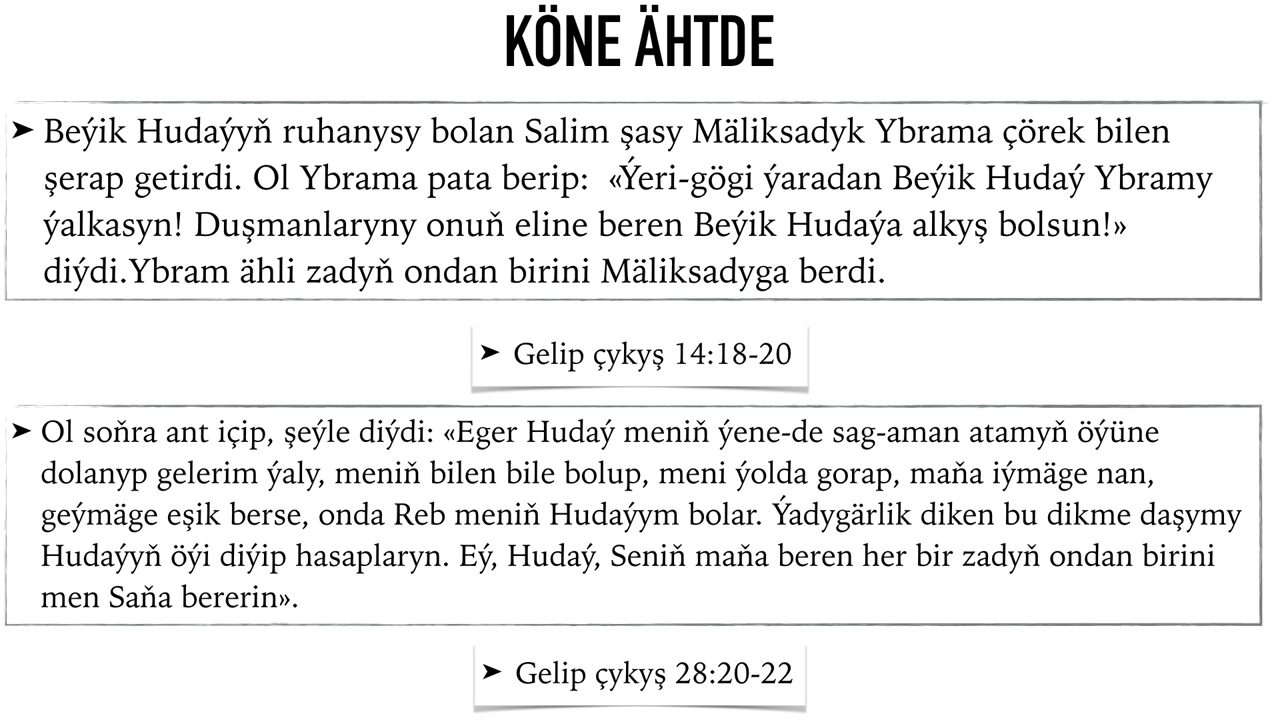 KÖNE ÄHTDE
➤ Beýik Hudaýyň ruhanysy bolan Salim şasy Mäliksadyk Ybrama çörek bilen
şerap getirdi. Ol Ybrama pata berip: «Ýeri-gögi ýaradan Beýik Hudaý Ybramy
ýalkasyn! Duşmanlaryny onuň eline beren Beýik Hudaýa alkyş bolsun!»
diýdi.Ybram ähli zadyň ondan birini Mäliksadyga berdi.
➤ Gelip çykyş 14:18-20
➤ Ol soňra ant içip, şeýle diýdi: «Eger Hudaý meniň ýene-de sag-aman atamyň öýüne
dolanyp gelerim ýaly, meniň bilen bile bolup, meni ýolda gorap, maňa iýmäge nan,
geýmäge eşik berse, onda Reb meniň Hudaýym bolar. Ýadygärlik diken bu dikme daşymy
Hudaýyň öýi diýip hasaplaryn. Eý, Hudaý, Seniň maňa beren her bir zadyň ondan birini
men Saňa bererin».
➤ Gelip çykyş 28:20-22